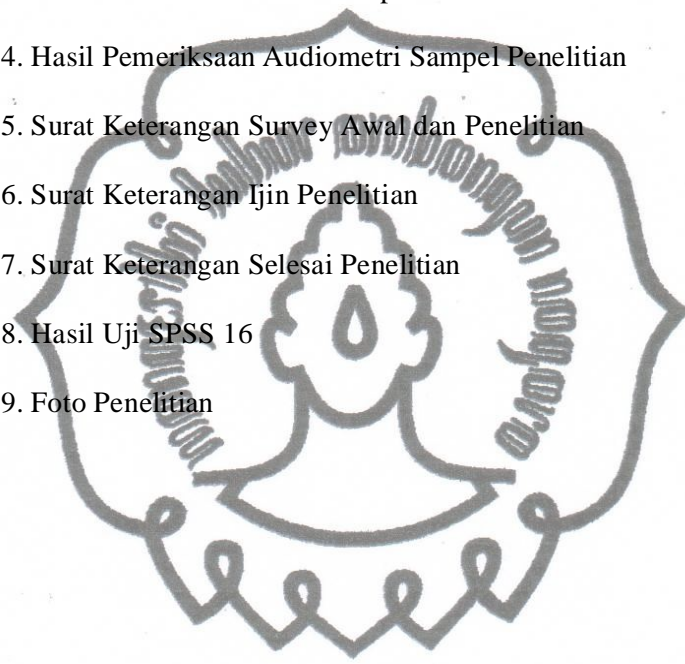 4. Hasil Pemeriksaan Audiometri Sampel Penelitian
5. Surat Keterangan Survey Awal dan Penelitian
6. Surat Keterangan Ijin Penelitian
7. Surat Keterangan Selesai Penelitian
8. Hasil Uji SPSS 16
9. Foto Penelitian